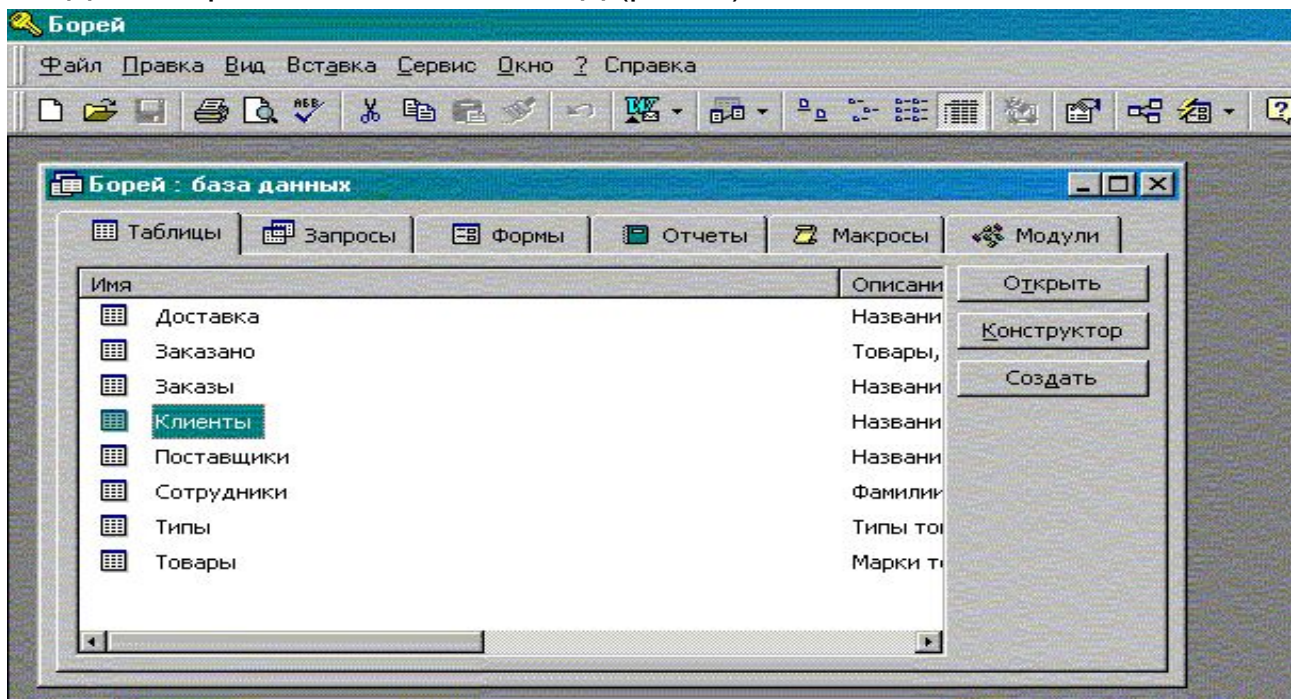 Борей
Файл Правка Вид Вставка Сервис Окно ? Справка
Борей : база данных
Таблицы Запросы Формы Отчеты Макросы Модули
Имя Описани Открыть
Доставка Названи
Конструктор
Заказано Товары,
Заказы Названи Создать
Клиенты Названи
Поставщики Названи
Сотрудники Фамилии
Типы Типы то
Товары Марки т